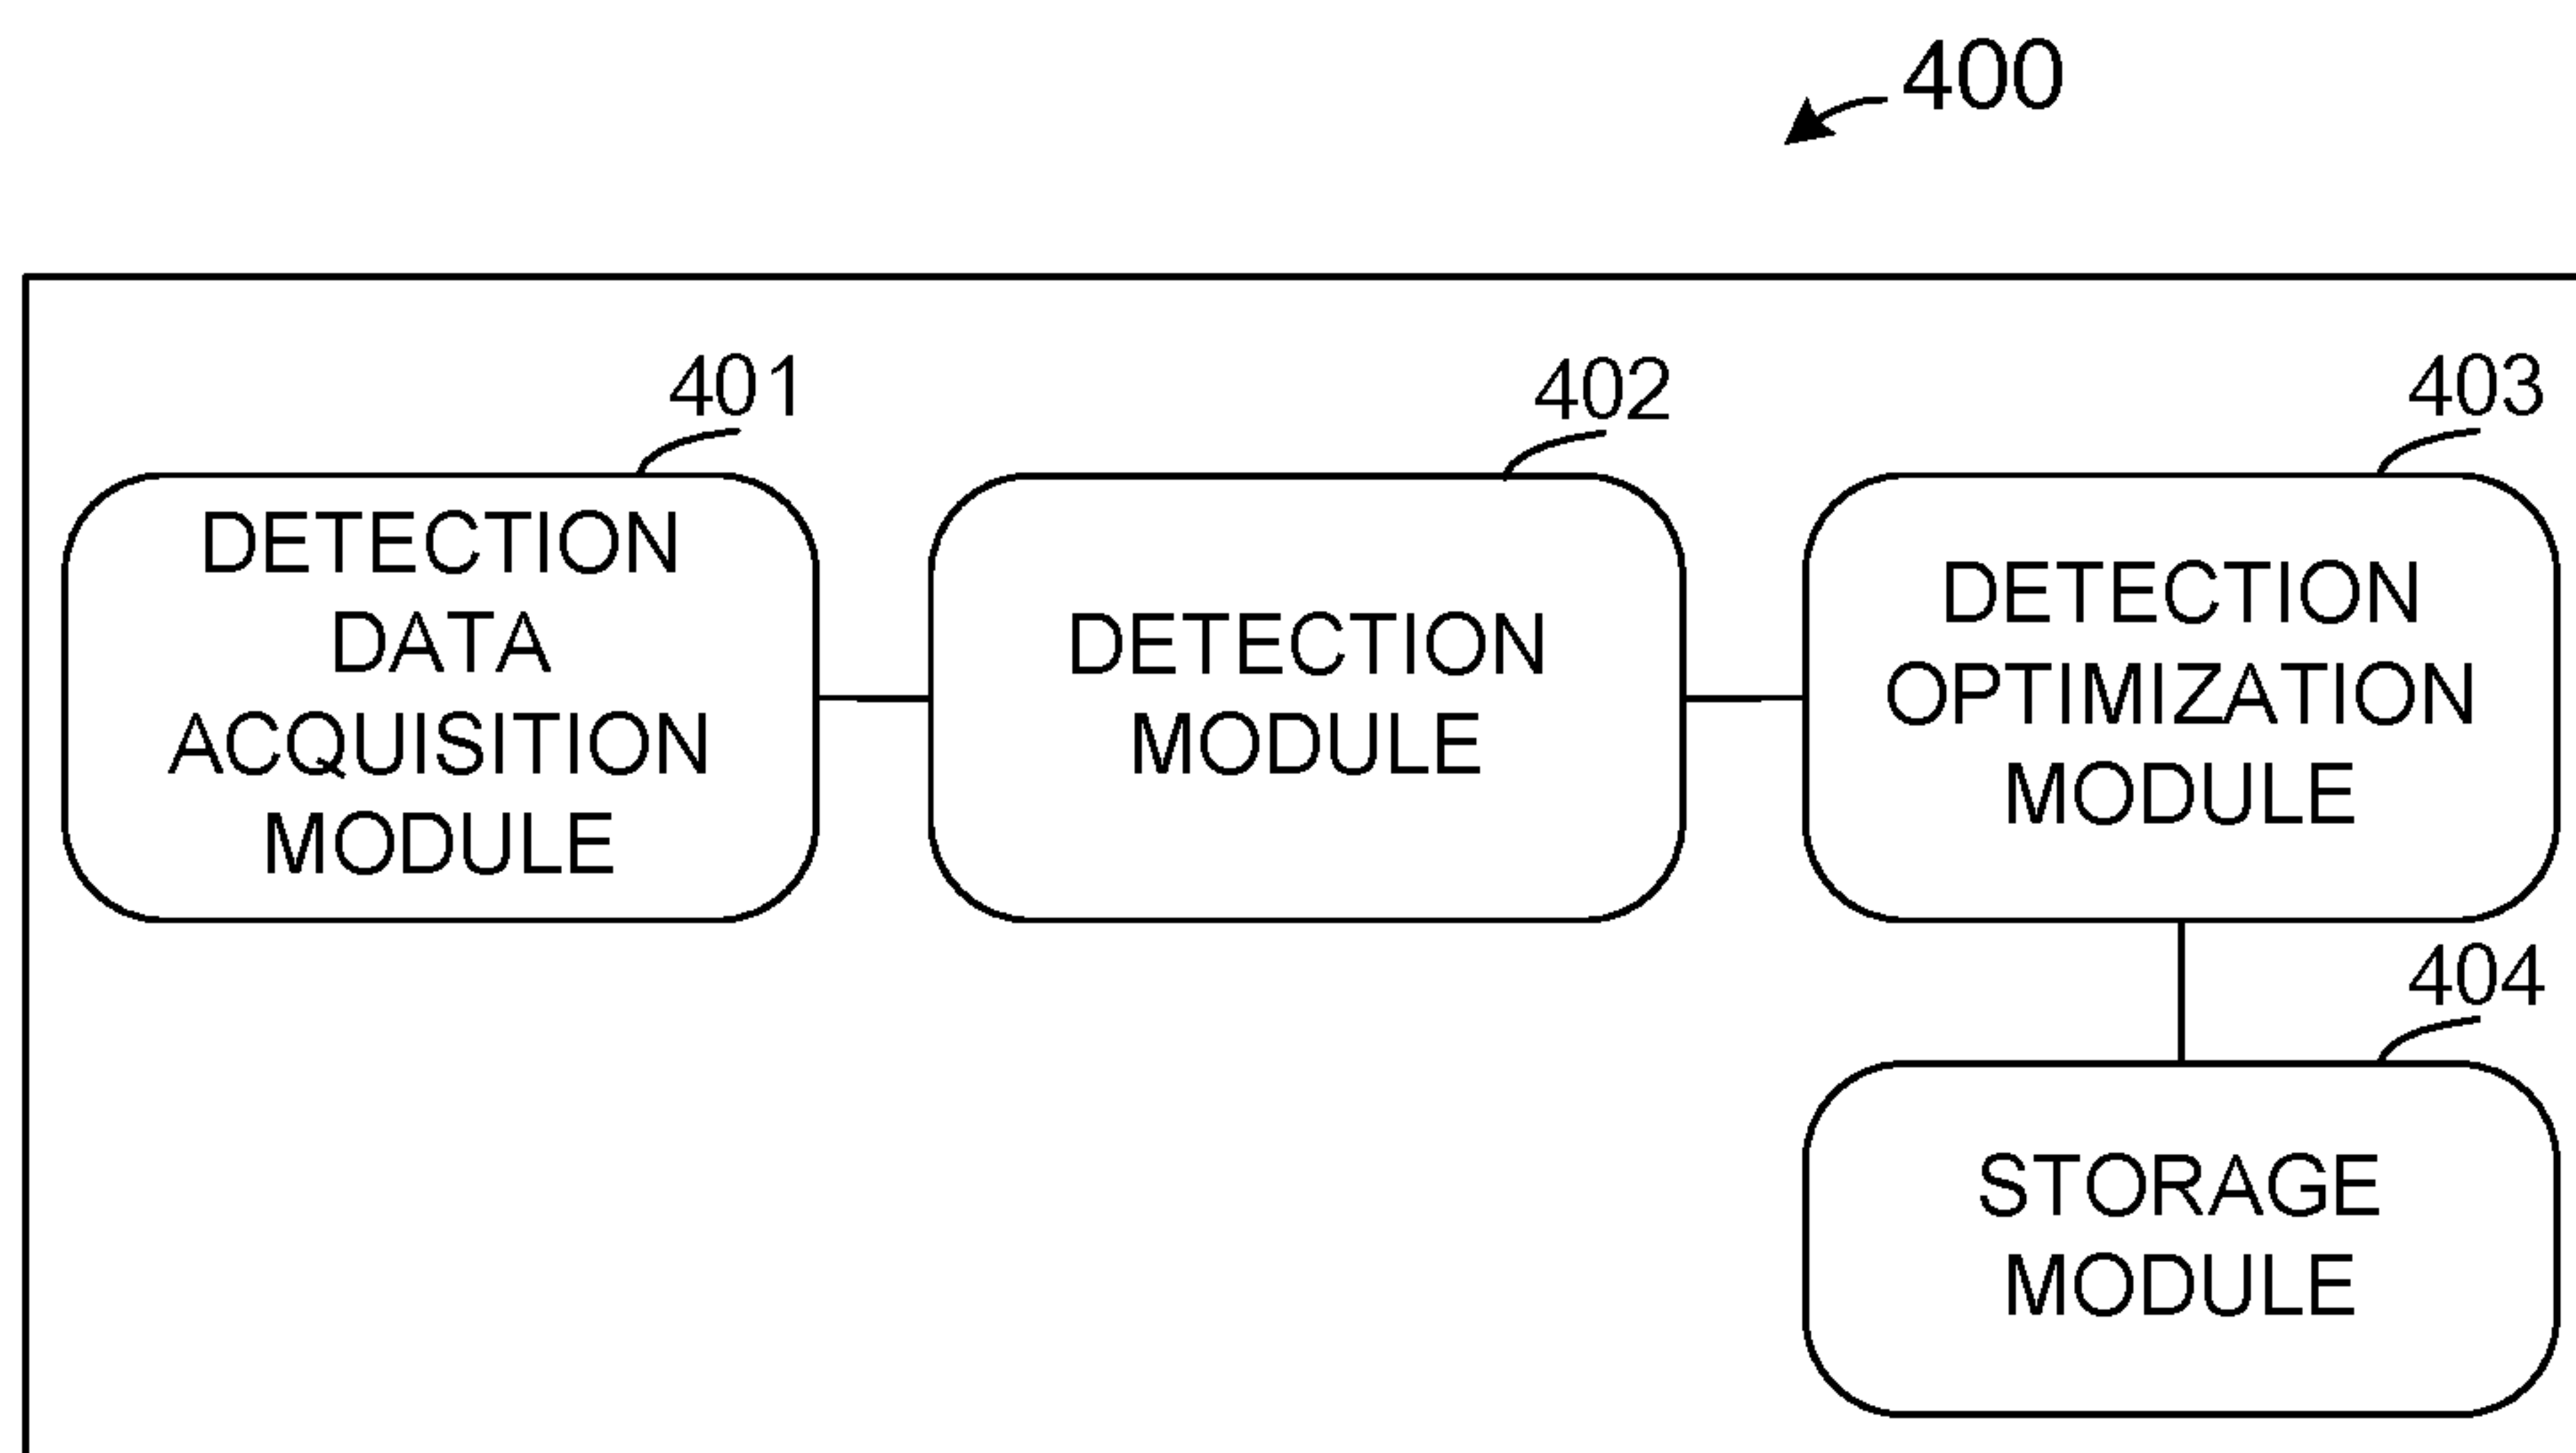 400
401
DETECTION
DATA
ACQUISITION
MODULE
402
DETECTION
MODULE
403
DETECTION
OPTIMIZATION
MODULE
404
STORAGE
MODULE